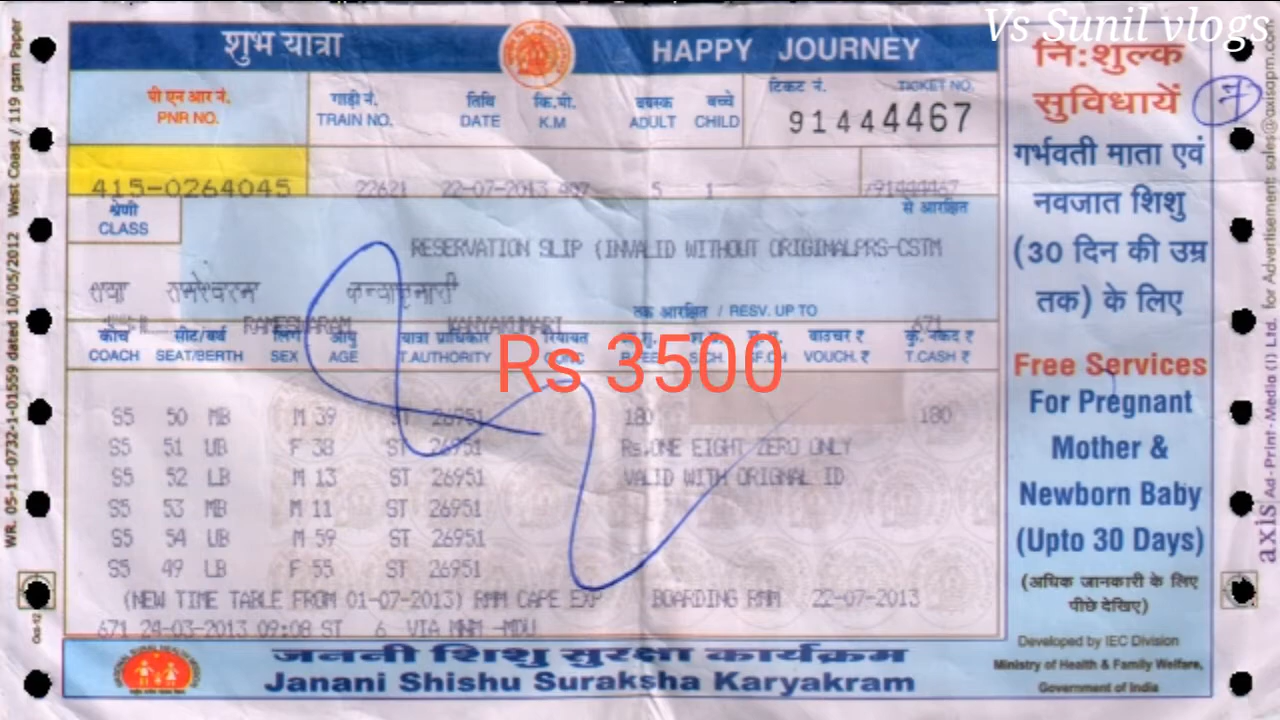 Vs Sunil vlogs
शुभ यात्रा HAPPY JOURNEY
नि:शुल्क
सुविधायें 7
पी एन आर नं. गाड़ी नं. तिथि कि.मी. वयस्क बच्चे टिकट नं. TICKET NO.
PNR NO. TRAIN NO. DATE K.M ADULT CHILD 91444467
415-0264045 22621 22-07-2013 5 1 91444467
श्रेणी से आरक्षित
CLASS
RESERVATION SLIP (INVALID WITHOUT ORIGINALPRS-CSTM
रामेश्वरम कन्याकुमारी
तक आरक्षित / RESV. UP TO
RAMESWARAM KANYAKUMARI 671
कोच सीट/बर्थ लिंग आयु यात्रा प्राधिकार रियायत वाउचर ₹ कु. नकद ₹
COACH SEAT/BERTH SEX AGE T.AUTHORITY VOUCH.₹ T.CASH ₹
Rs 3500
S5 50 MB M 39 ST 26951 180 180
S5 51 UB F 38 ST 26951 Rs.ONE EIGHT ZERO ONLY
S5 52 LB M 13 ST 26951 VALID WITH ORIGNAL ID
S5 53 MB M 11 ST 26951
S5 54 UB M 59 ST 26951
S5 49 LB F 55 ST 26951
(NEW TIME TABLE FROM 01-07-2013) RMM CAPE EXP BOARDING RMM 22-07-2013
671 24-03-2013 09:08 ST 6 VIA MNM -MDU
जननी शिशु सुरक्षा कार्यक्रम
Janani Shishu Suraksha Karyakram
गर्भवती माता एवं
नवजात शिशु
(30 दिन की उम्र
तक) के लिए
Free Services
For Pregnant
Mother &
Newborn Baby
(Upto 30 Days)
(अधिक जानकारी के लिए
पीछे देखिए)
Developed by IEC Division
Ministry of Health & Family Welfare,
Government of India
WR. 05-11-0732-1-01559 dated 10/05/2012 West Coast / 119 gsm Paper
Oct-12
axis Ad-Print-Media (I) Ltd. for Advertisement: sales@axisapm.co